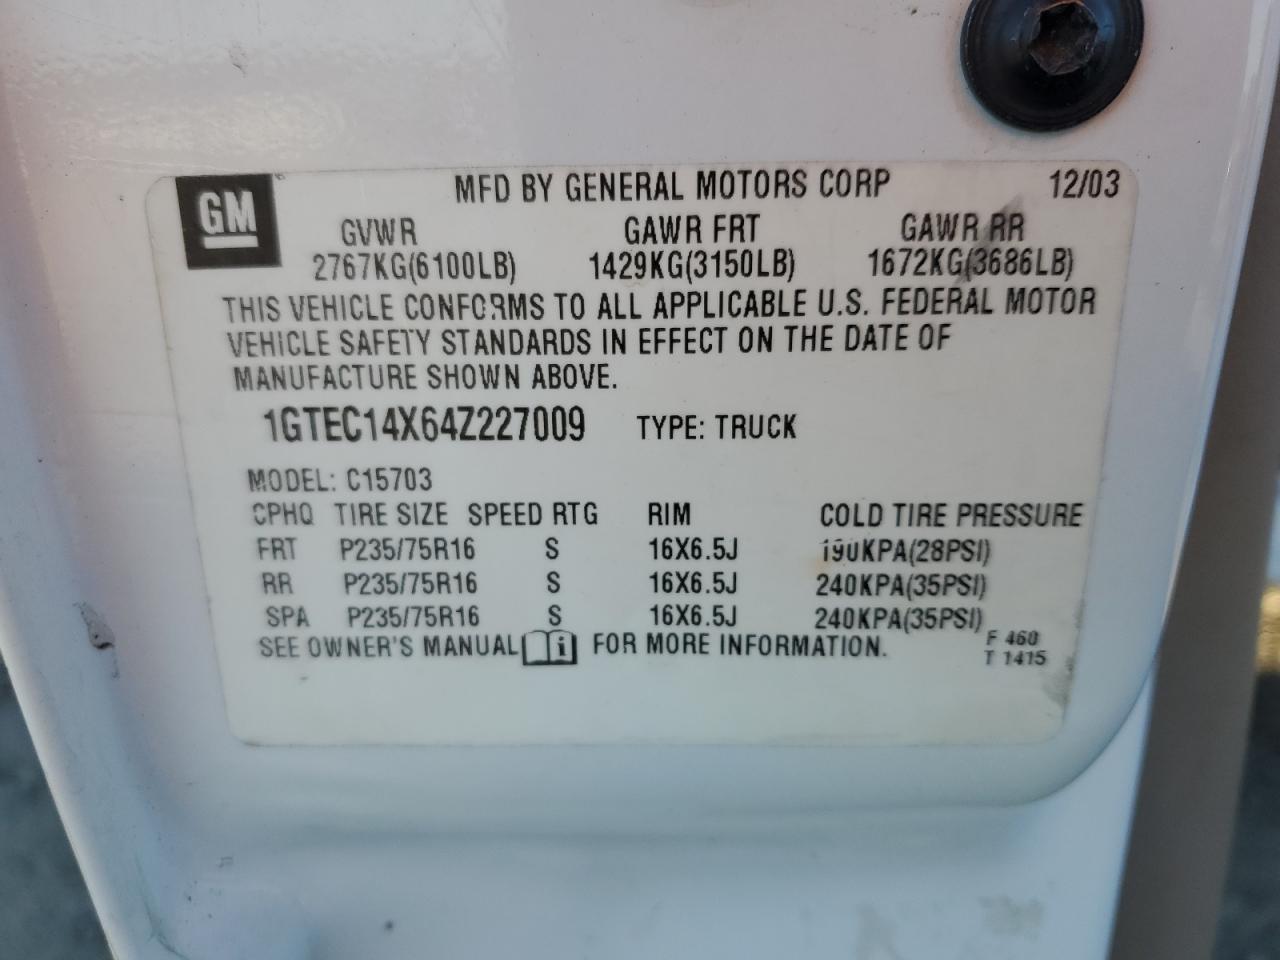 GM MFD BY GENERAL MOTORS CORP 12/03
GVWR GAWR FRT GAWR RR
2767KG(6100LB) 1429KG(3150LB) 1672KG(3686LB)
THIS VEHICLE CONFORMS TO ALL APPLICABLE U.S. FEDERAL MOTOR
VEHICLE SAFETY STANDARDS IN EFFECT ON THE DATE OF
MANUFACTURE SHOWN ABOVE.
1GTEC14X64Z227009 TYPE: TRUCK
MODEL: C15703
CPHQ TIRE SIZE SPEED RTG RIM COLD TIRE PRESSURE
FRT P235/75R16 S 16X6.5J 190KPA(28PSI)
RR P235/75R16 S 16X6.5J 240KPA(35PSI)
SPA P235/75R16 S 16X6.5J 240KPA(35PSI)
SEE OWNER'S MANUAL i FOR MORE INFORMATION.
F 460
T 1415